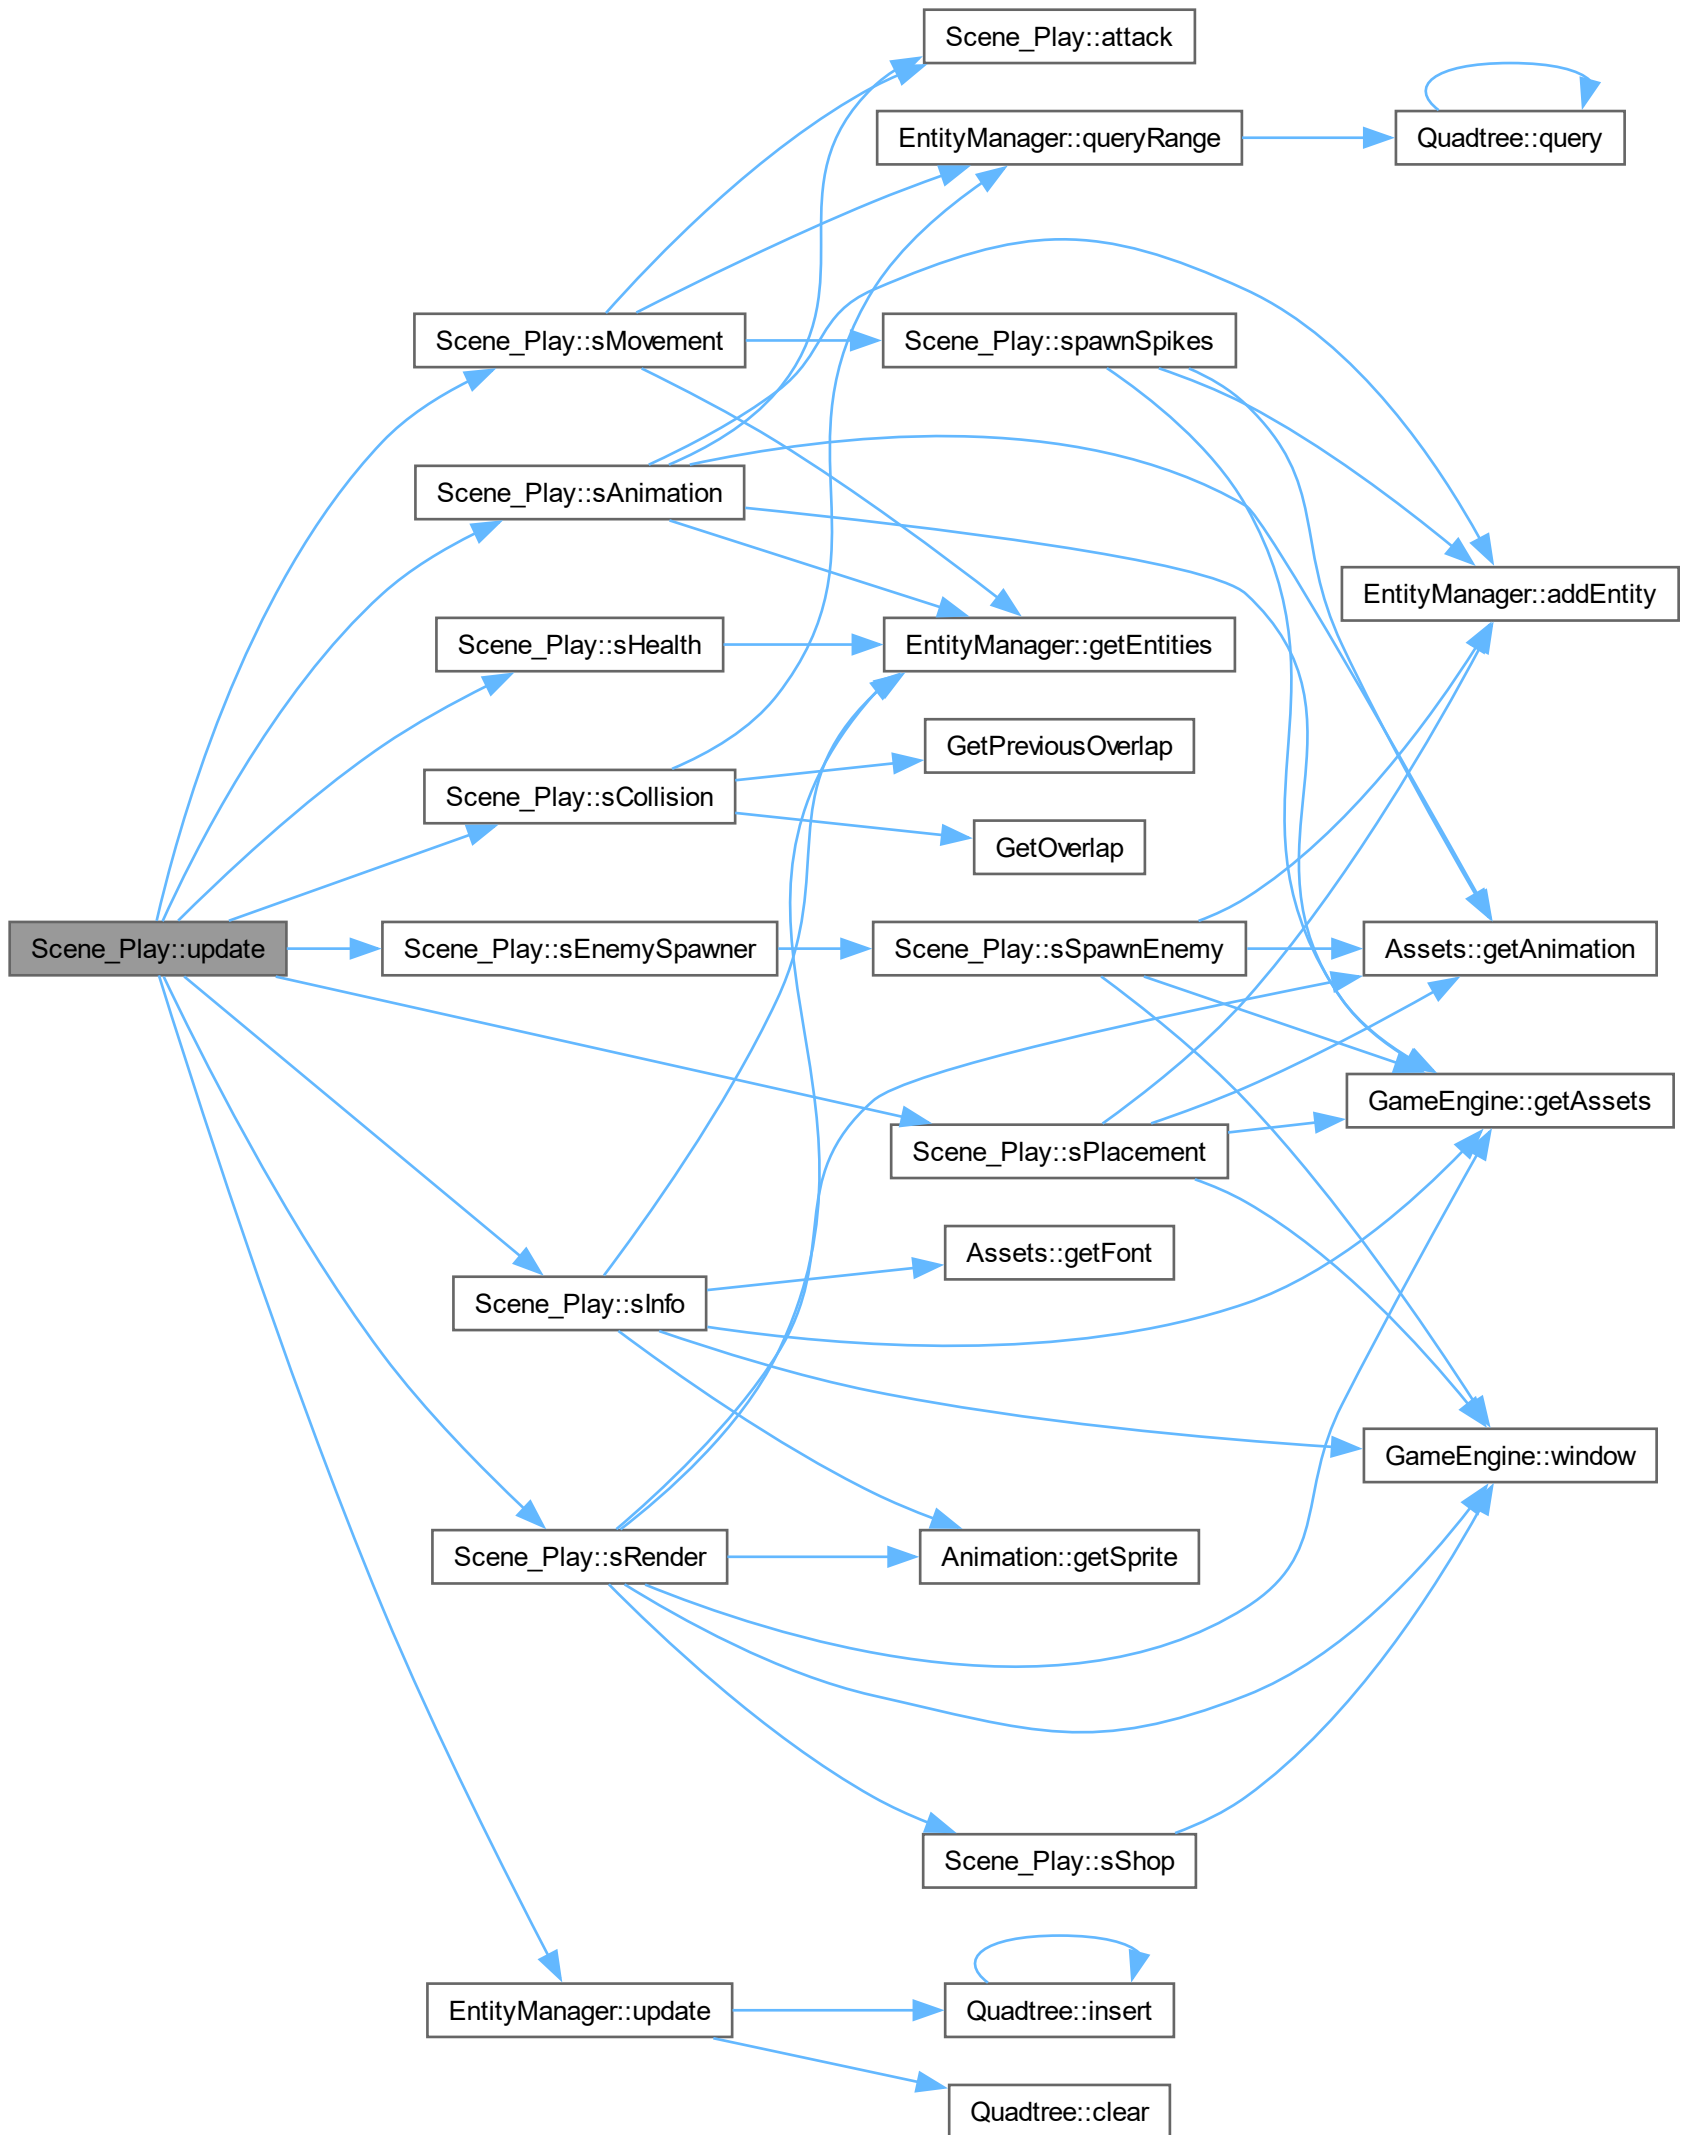 Scene_Play::attack
EntityManager::queryRange
Quadtree::query
Scene_Play::sMovement
Scene_Play::spawnSpikes
Scene_Play::sAnimation
EntityManager::addEntity
Scene_Play::sHealth
EntityManager::getEntities
GetPreviousOverlap
Scene_Play::sCollision
GetOverlap
Scene_Play::update
Scene_Play::sEnemySpawner
Scene_Play::sSpawnEnemy
Assets::getAnimation
GameEngine::getAssets
Scene_Play::sPlacement
Assets::getFont
Scene_Play::sInfo
GameEngine::window
Scene_Play::sRender
Animation::getSprite
Scene_Play::sShop
EntityManager::update
Quadtree::insert
Quadtree::clear